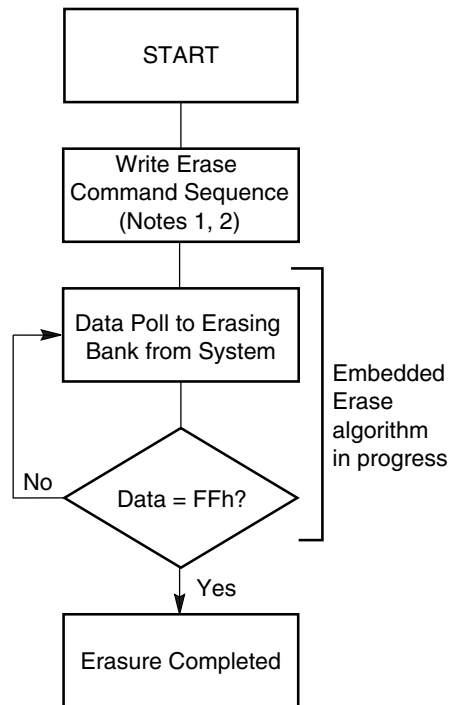 START
Write Erase
Command Sequence
(Notes 1, 2)
Data Poll to Erasing
Bank from System
Embedded
Erase
algorithm
in progress
No
Data = FFh?
Yes
Erasure Completed